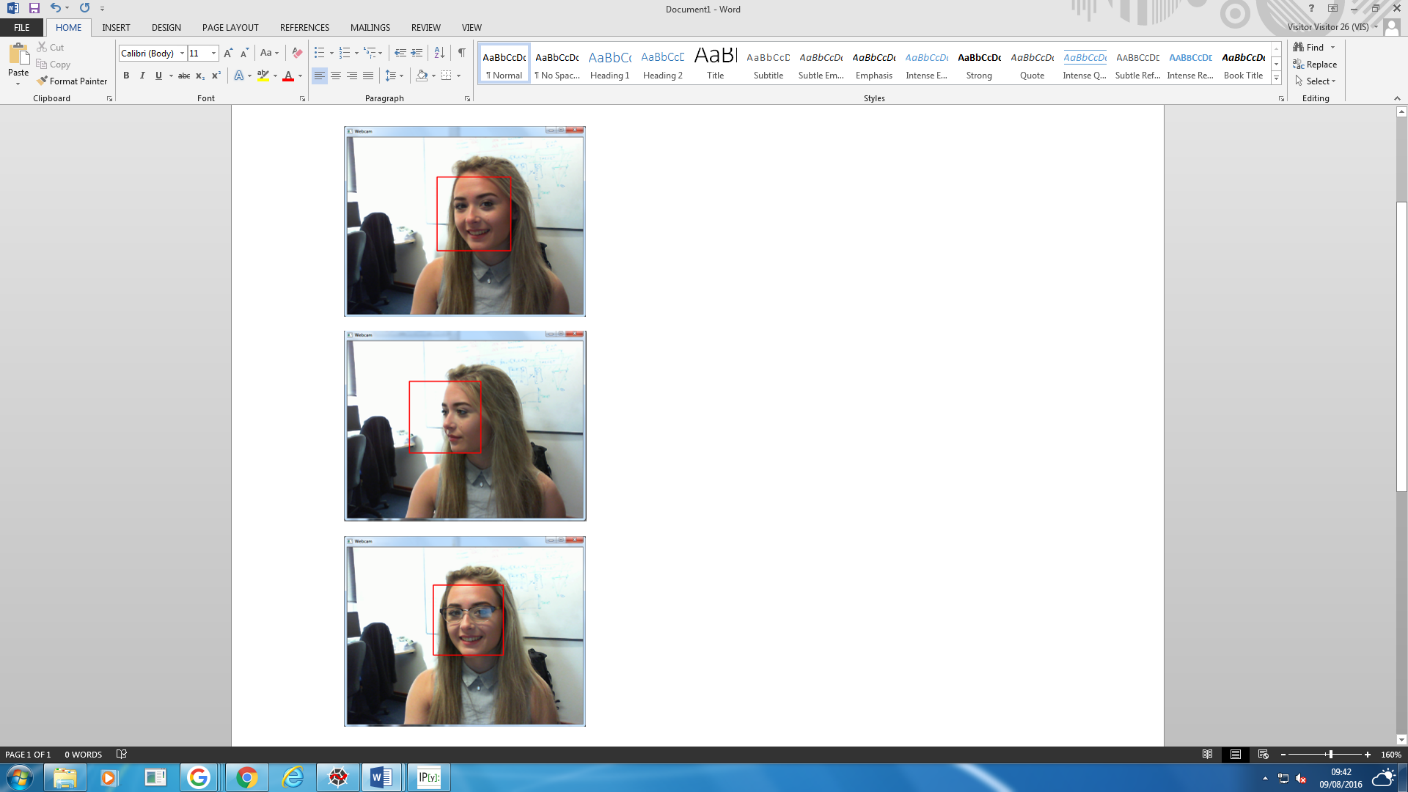 Document1 - Word
FILE HOME INSERT DESIGN PAGE LAYOUT REFERENCES MAILINGS REVIEW VIEW Visitor Visitor 26 (VIS)
Paste
Cut
Copy
Format Painter
Clipboard
Calibri (Body) 11
Font
Paragraph
AaBbCcDc AaBbCcDc AaBbC( AaBbCcC AaBl AaBbCcD AaBbCcDc AaBbCcDc AaBbCcDc AaBbCcDc AaBbCcDc AaBbCcDc AABBCCDC AABBCCDE AaBbCcDc
¶ Normal ¶ No Spac... Heading 1 Heading 2 Title Subtitle Subtle Em... Emphasis Intense E... Strong Quote Intense Q... Subtle Ref... Intense Re... Book Title
Styles
Find
Replace
Select
Editing
Webcam
Webcam
Webcam
PAGE 1 OF 1 0 WORDS 160%
IP[y]:
09:42
09/08/2016